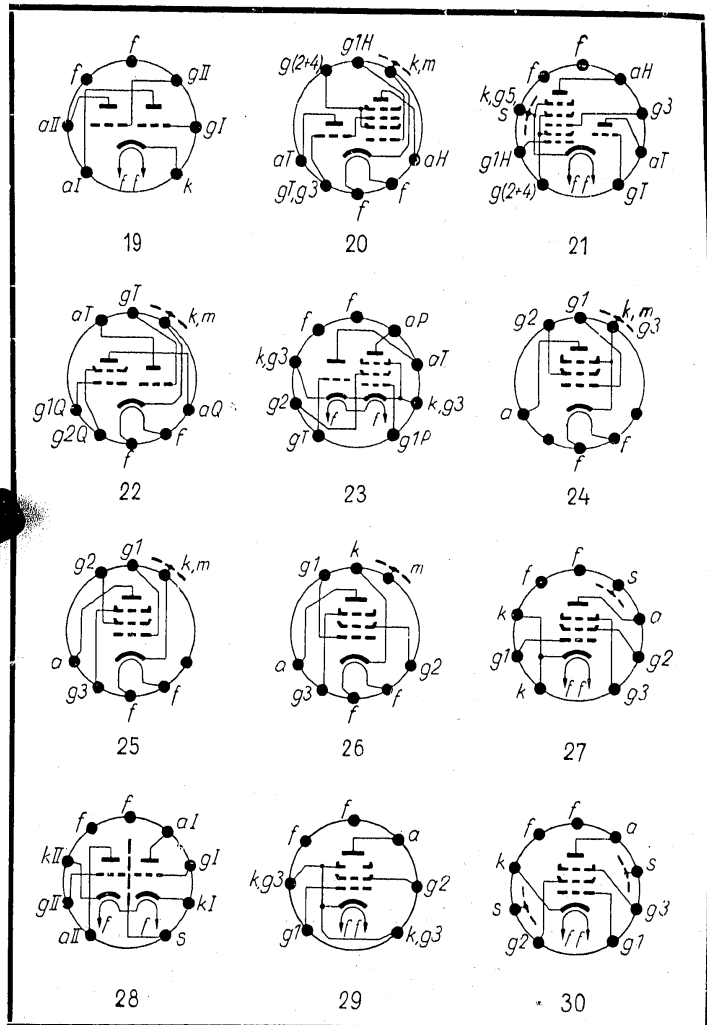 f
f gII
aII gI
aI f f k
19
g1H
g(2+4) k,m
aT aH
gT,g3 f
f
20
f
f aH
k,g5, g3
s
g1H aT
g(2+4) f f gT
21
gT
aT k,m
g1Q aQ
g2Q f
f
22
f
f aP
k,g3 aT
g2 f f k,g3
gT g1P
23
g1
g2 k,m
g3
a
f
f
24
g1
g2 k,m
a
g3 f
f
25
k
g1 m
a g2
g3 f
f
26
f
f s
k a
g1 g2
k f f g3
27
f
f aI
kII gI
gII f f kI
aII s
28
f
f a
k,g3 g2
g1 f f k,g3
29
f
f a
k s
s g3
g2 f f g1
30